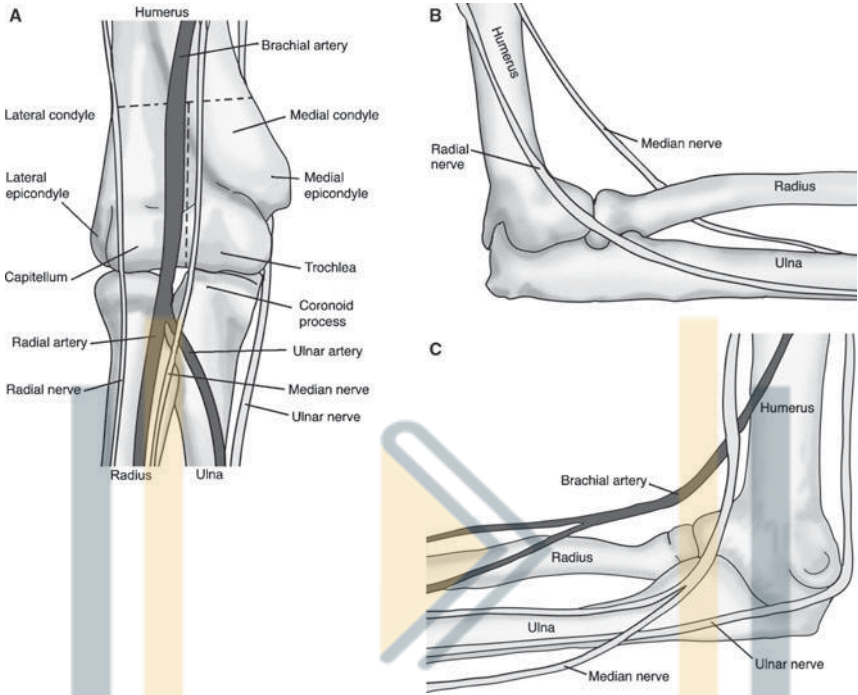 A
Humerus
Brachial artery
Lateral condyle
Medial condyle
Lateral
epicondyle
Medial
epicondyle
Capitellum
Trochlea
Coronoid
process
Radial artery
Ulnar artery
Radial nerve
Median nerve
Ulnar nerve
Radius
Ulna
B
Humerus
Median nerve
Radial
nerve
Radius
Ulna
C
Humerus
Brachial artery
Radius
Ulna
Median nerve
Ulnar nerve